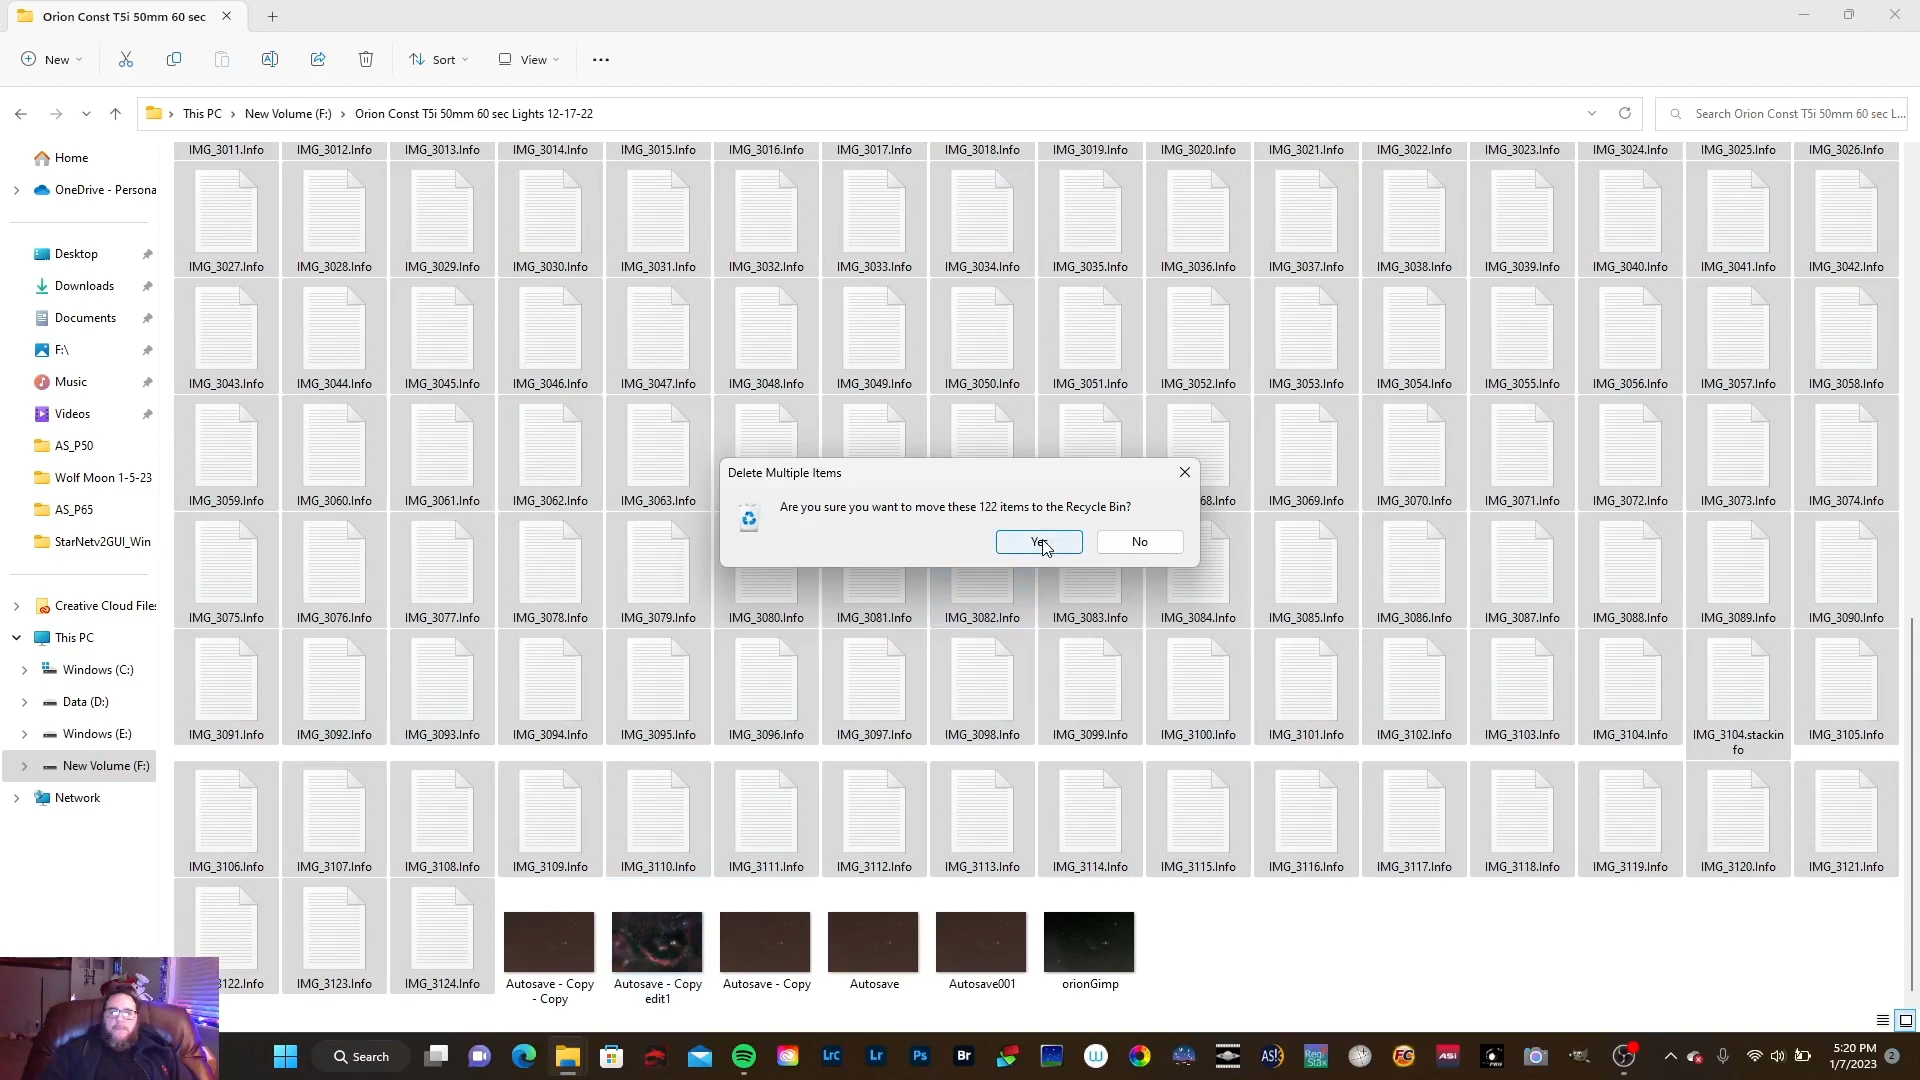 Orion Const T5i 50mm 60 sec
New
Sort
View
This PC > New Volume (F:) > Orion Const T5i 50mm 60 sec Lights 12-17-22
Search Orion Const T5i 50mm 60 sec L...
Home
OneDrive - Persona
Desktop
Downloads
Documents
F:\
Music
Videos
AS_P50
Wolf Moon 1-5-23
AS_P65
StarNetv2GUI_Win
Creative Cloud Files
This PC
Windows (C:)
Data (D:)
Windows (E:)
New Volume (F:)
Network
IMG_3011.Info IMG_3012.Info IMG_3013.Info IMG_3014.Info IMG_3015.Info IMG_3016.Info IMG_3017.Info IMG_3018.Info IMG_3019.Info IMG_3020.Info IMG_3021.Info IMG_3022.Info IMG_3023.Info IMG_3024.Info IMG_3025.Info IMG_3026.Info
IMG_3027.Info IMG_3028.Info IMG_3029.Info IMG_3030.Info IMG_3031.Info IMG_3032.Info IMG_3033.Info IMG_3034.Info IMG_3035.Info IMG_3036.Info IMG_3037.Info IMG_3038.Info IMG_3039.Info IMG_3040.Info IMG_3041.Info IMG_3042.Info
IMG_3043.Info IMG_3044.Info IMG_3045.Info IMG_3046.Info IMG_3047.Info IMG_3048.Info IMG_3049.Info IMG_3050.Info IMG_3051.Info IMG_3052.Info IMG_3053.Info IMG_3054.Info IMG_3055.Info IMG_3056.Info IMG_3057.Info IMG_3058.Info
IMG_3059.Info IMG_3060.Info IMG_3061.Info IMG_3062.Info IMG_3063.Info 68.Info IMG_3069.Info IMG_3070.Info IMG_3071.Info IMG_3072.Info IMG_3073.Info IMG_3074.Info
Delete Multiple Items
Are you sure you want to move these 122 items to the Recycle Bin?
Yes No
IMG_3075.Info IMG_3076.Info IMG_3077.Info IMG_3078.Info IMG_3079.Info IMG_3080.Info IMG_3081.Info IMG_3082.Info IMG_3083.Info IMG_3084.Info IMG_3085.Info IMG_3086.Info IMG_3087.Info IMG_3088.Info IMG_3089.Info IMG_3090.Info
IMG_3091.Info IMG_3092.Info IMG_3093.Info IMG_3094.Info IMG_3095.Info IMG_3096.Info IMG_3097.Info IMG_3098.Info IMG_3099.Info IMG_3100.Info IMG_3101.Info IMG_3102.Info IMG_3103.Info IMG_3104.Info IMG_3104.stackin IMG_3105.Info
fo
IMG_3106.Info IMG_3107.Info IMG_3108.Info IMG_3109.Info IMG_3110.Info IMG_3111.Info IMG_3112.Info IMG_3113.Info IMG_3114.Info IMG_3115.Info IMG_3116.Info IMG_3117.Info IMG_3118.Info IMG_3119.Info IMG_3120.Info IMG_3121.Info
3122.Info IMG_3123.Info IMG_3124.Info Autosave - Copy Autosave - Copy Autosave - Copy Autosave Autosave001 orionGimp
- Copy edit1
Search LrC Lr Ps Br AS! Reg Stax FC ASI
5:20 PM
1/7/2023 2